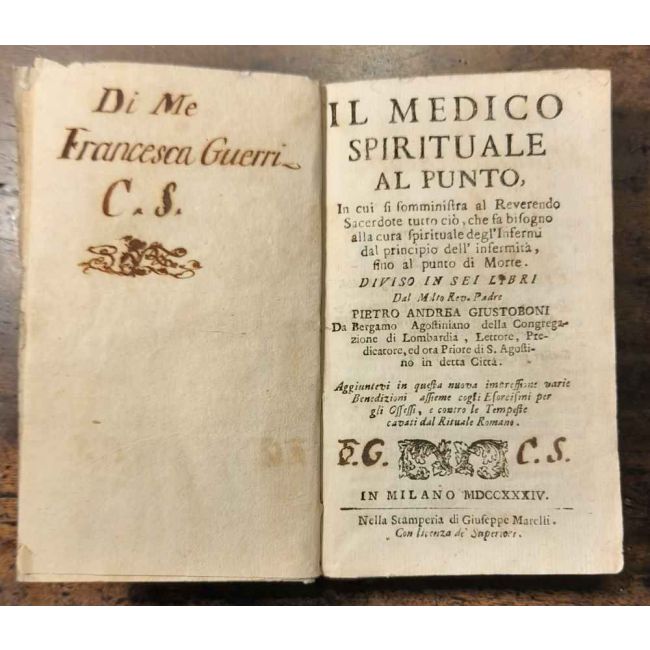 Di Me
Francesca Guerri
C. S.
IL MEDICO
SPIRITUALE
AL PUNTO,
In cui si somministra al Reverendo
Sacerdote tutto ciò, che fa bisogno
alla cura spirituale degl'Infermi
dal principio dell' infermità,
fino al punto di Morte.
DIVISO IN SEI LIBRI
Dal Molto Rev. Padre
PIETRO ANDREA GIUSTOBONI
Da Bergamo Agostiniano della Congrega-
zione di Lombardia, Lettore, Pre-
dicatore, ed ora Priore di S. Agosti-
no in detta Città.
Aggiuntevi in questa nuova impressione varie
Benedizioni assieme cogli Esorcismi per
gli Ossessi, e contro le Tempeste
cavati dal Rituale Romano.
F.G. C.S.
IN MILANO MDCCXXXIV.
Nella Stamperia di Giuseppe Marelli.
Con licenza de' Superiori.